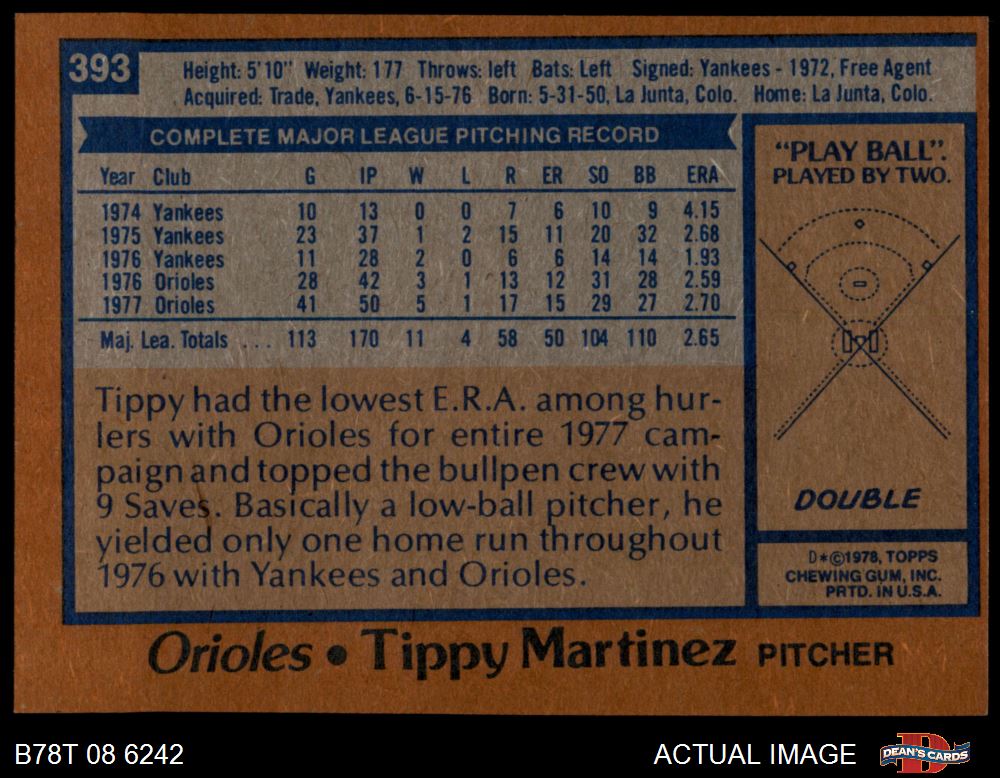 393
Height: 5'10" Weight: 177 Throws: left Bats: Left Signed: Yankees - 1972, Free Agent
Acquired: Trade, Yankees, 6-15-76 Born: 5-31-50, La Junta, Colo. Home: La Junta, Colo.
COMPLETE MAJOR LEAGUE PITCHING RECORD
Year Club G IP W L R ER SO BB ERA
1974 Yankees 10 13 0 0 7 6 10 9 4.15
1975 Yankees 23 37 1 2 15 11 20 32 2.68
1976 Yankees 11 28 2 0 6 6 14 14 1.93
1976 Orioles 28 42 3 1 13 12 31 28 2.59
1977 Orioles 41 50 5 1 17 15 29 27 2.70
Maj. Lea. Totals ... 113 170 11 4 58 50 104 110 2.65
Tippy had the lowest E.R.A. among hur-
lers with Orioles for entire 1977 cam-
paign and topped the bullpen crew with
9 Saves. Basically a low-ball pitcher, he
yielded only one home run throughout
1976 with Yankees and Orioles.
"PLAY BALL".
PLAYED BY TWO.
DOUBLE
D*©1978, TOPPS
CHEWING GUM, INC.
PRTD. IN U.S.A.
Orioles • Tippy Martinez PITCHER
B78T 08 6242
ACTUAL IMAGE
DEAN'S CARDS